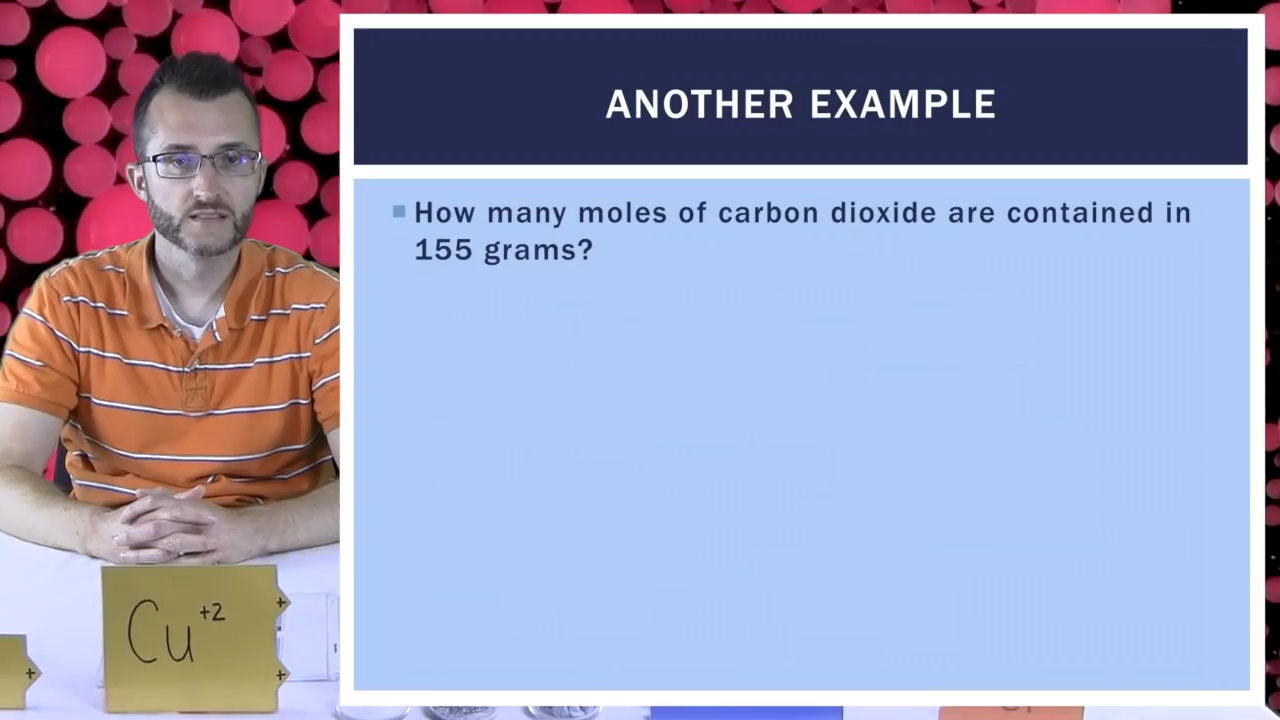 ANOTHER EXAMPLE
How many moles of carbon dioxide are contained in
155 grams?
Cu +2
+
+
+